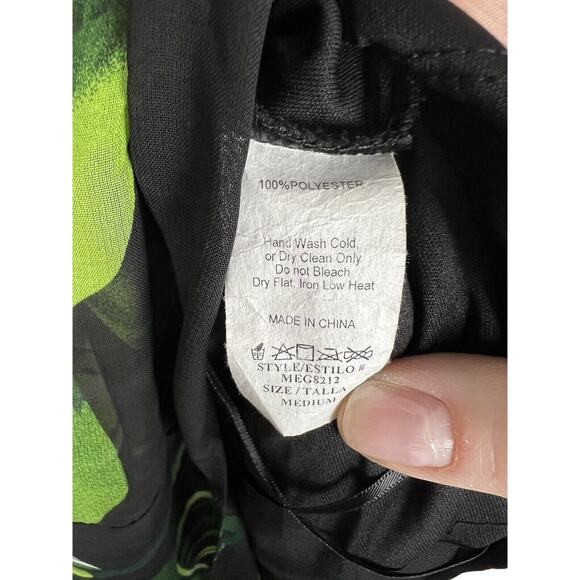 100%POLYESTER
Hand Wash Cold,
or Dry Clean Only
Do not Bleach
Dry Flat, Iron Low Heat
MADE IN CHINA
STYLE/ESTILO #
MEG8212
SIZE/TALLA
MEDIUM